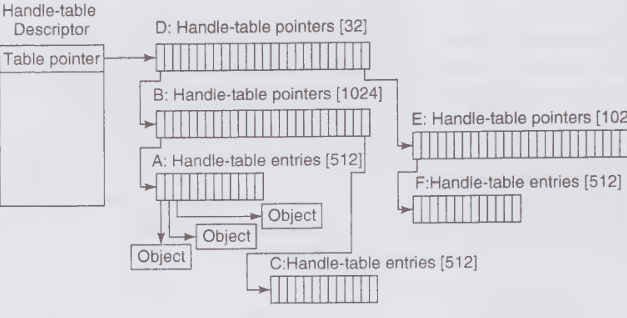 Handle-table
Descriptor
Table pointer
D: Handle-table pointers [32]
B: Handle-table pointers [1024]
E: Handle-table pointers [102
A: Handle-table entries [512]
F:Handle-table entries [512]
Object
Object
Object
C:Handle-table entries [512]